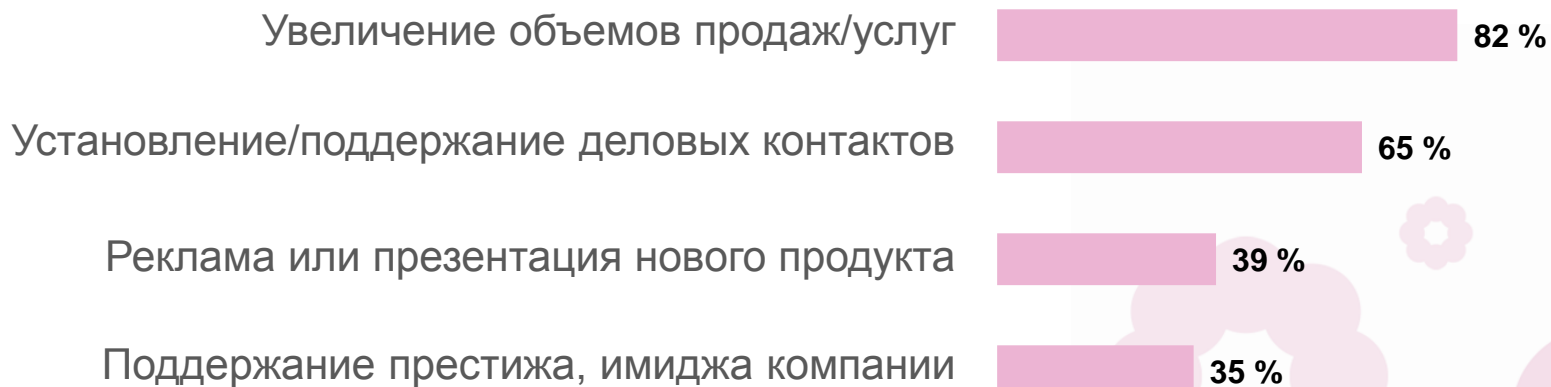 Увеличение объемов продаж/услуг 82 %
Установление/поддержание деловых контактов 65 %
Реклама или презентация нового продукта 39 %
Поддержание престижа, имиджа компании 35 %